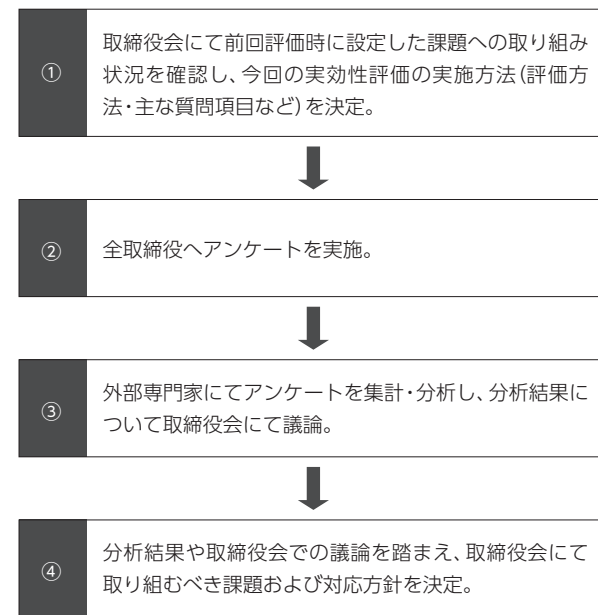 ①
取締役会にて前回評価時に設定した課題への取り組み
状況を確認し、今回の実効性評価の実施方法(評価方
法・主な質問項目など)を決定。
②
全取締役へアンケートを実施。
③
外部専門家にてアンケートを集計・分析し、分析結果に
ついて取締役会にて議論。
④
分析結果や取締役会での議論を踏まえ、取締役会にて
取り組むべき課題および対応方針を決定。